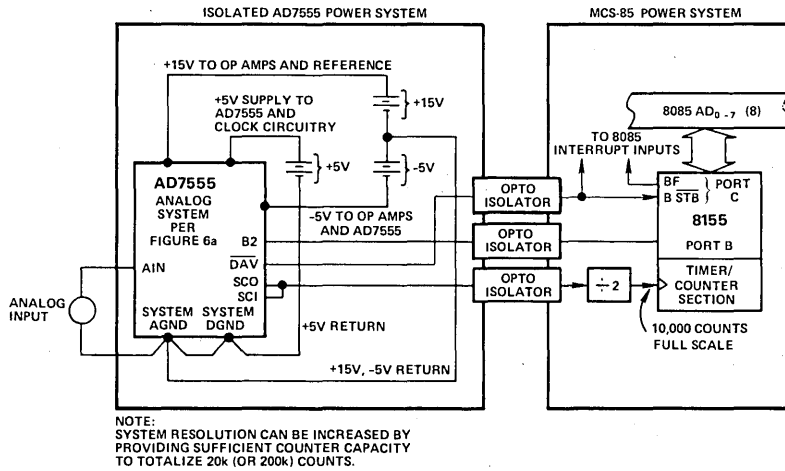 ISOLATED AD7555 POWER SYSTEM
MCS-85 POWER SYSTEM
+15V TO OP AMPS AND REFERENCE
+5V SUPPLY TO
AD7555 AND
CLOCK CIRCUITRY
+15V
+5V
-5V
8085 AD0-7 (8)
TO 8085
INTERRUPT INPUTS
AD7555
ANALOG
SYSTEM
PER
FIGURE 6a
-5V TO OP AMPS
AND AD7555
OPTO
ISOLATOR
BF
B STB
PORT
C
8155
B2
OPTO
ISOLATOR
PORT B
AIN
DAV
SCO
SCI
OPTO
ISOLATOR
÷2
TIMER/
COUNTER
SECTION
ANALOG
INPUT
SYSTEM
AGND
SYSTEM
DGND
+5V RETURN
10,000 COUNTS
FULL SCALE
+15V, -5V RETURN
NOTE:
SYSTEM RESOLUTION CAN BE INCREASED BY
PROVIDING SUFFICIENT COUNTER CAPACITY
TO TOTALIZE 20k (OR 200k) COUNTS.